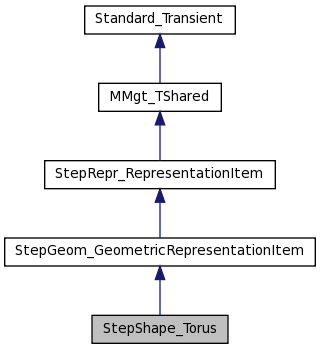 Standard_Transient
MMgt_TShared
StepRepr_RepresentationItem
StepGeom_GeometricRepresentationItem
StepShape_Torus